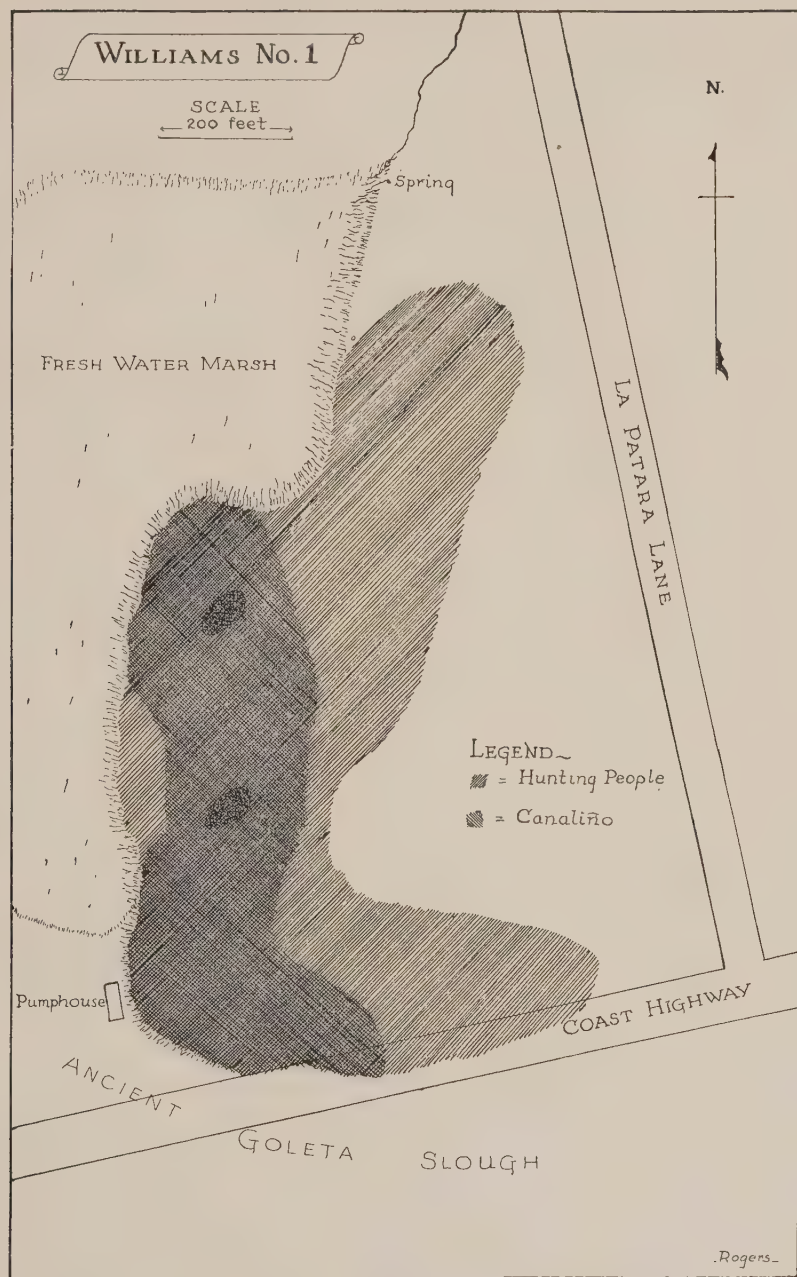 WILLIAMS No. 1
SCALE
200 feet
N.
Spring
FRESH WATER MARSH
LA PATARA LANE
LEGEND
= Hunting People
= Canaliño
Pumphouse
COAST HIGHWAY
ANCIENT
GOLETA SLOUGH
Rogers